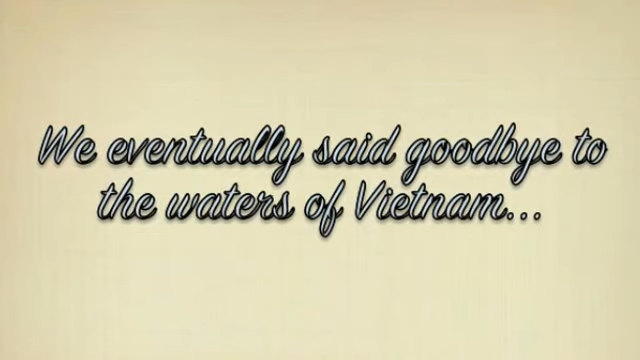 We eventually said goodbye to
the waters of Vietnam...